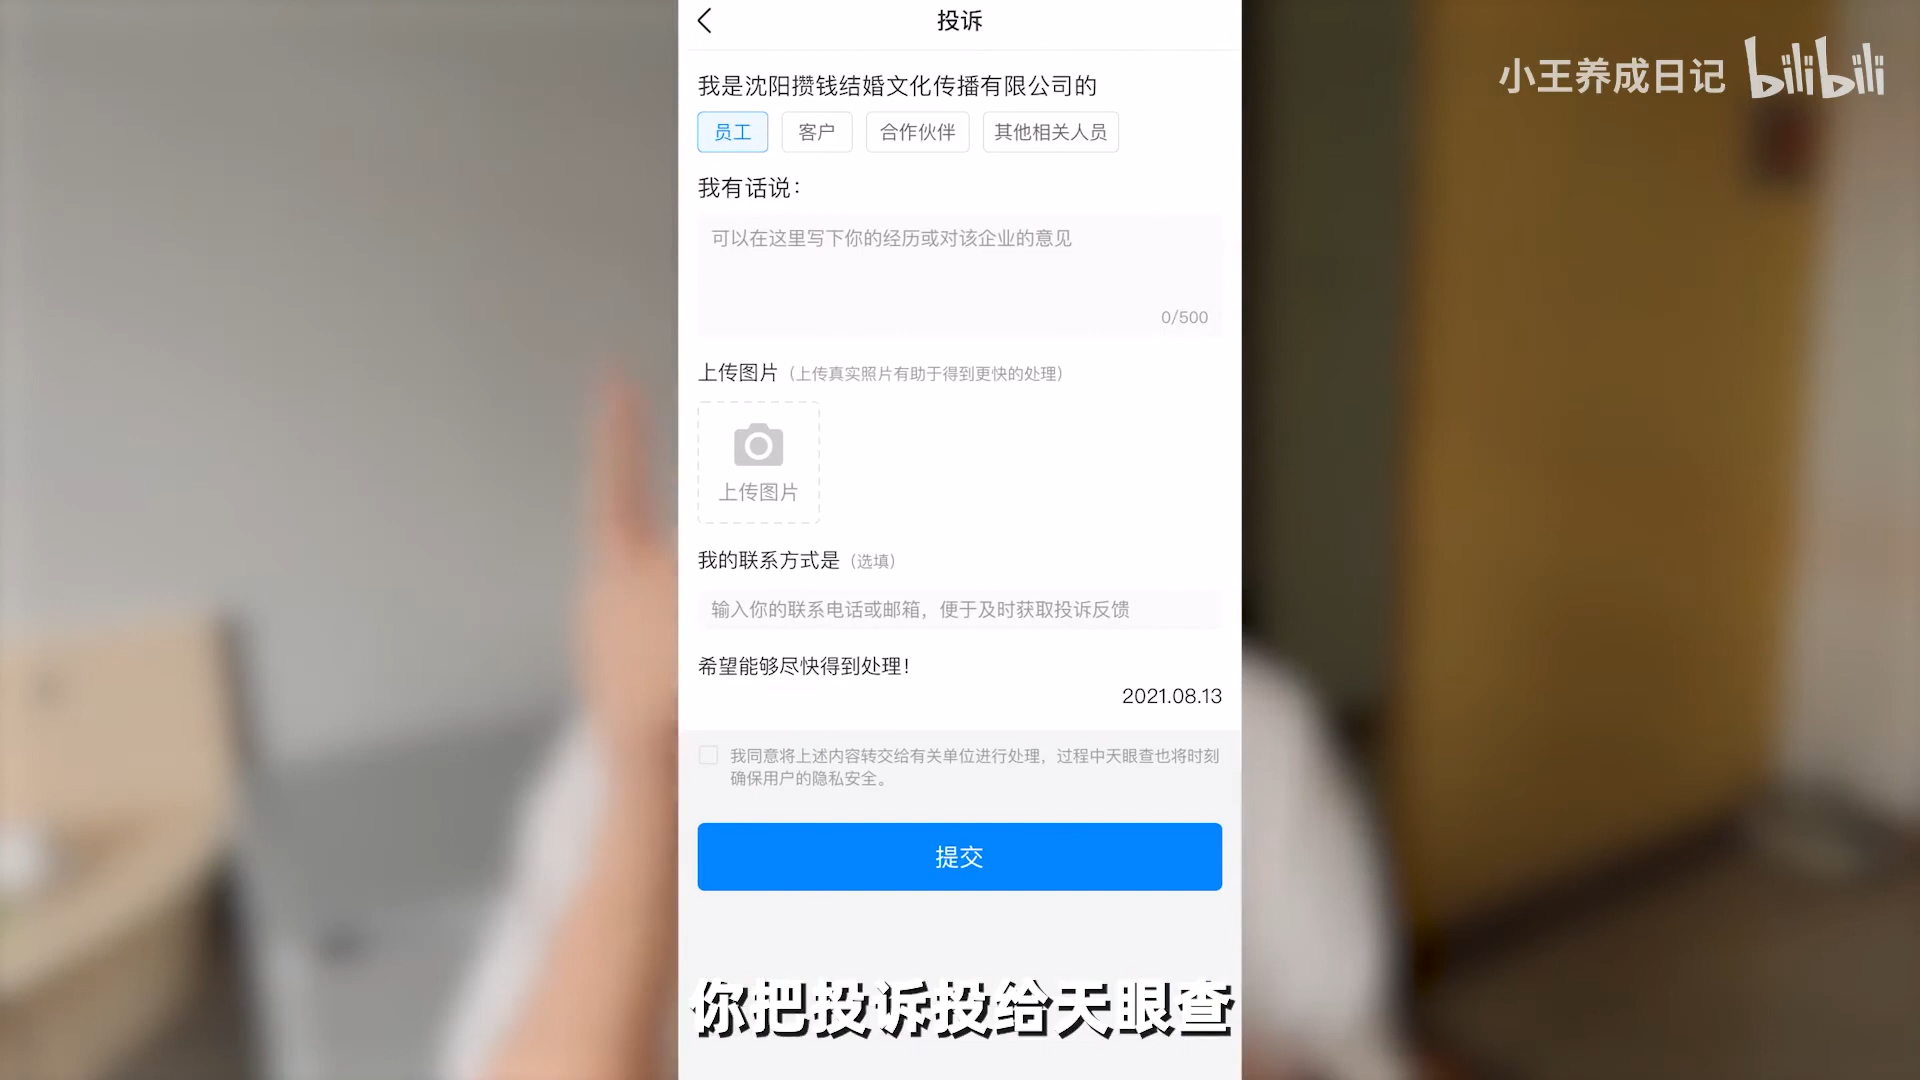 投诉
小王养成日记 bilibili
我是沈阳攒钱结婚文化传播有限公司的
员工 客户 合作伙伴 其他相关人员
我有话说：
可以在这里写下你的经历或对该企业的意见
0/500
上传图片（上传真实照片有助于得到更快的处理）
上传图片
我的联系方式是（选填）
输入你的联系电话或邮箱，便于及时获取投诉反馈
希望能够尽快得到处理！
2021.08.13
我同意将上述内容转交给有关单位进行处理，过程中天眼查也将时刻
确保用户的隐私安全。
提交
你把投诉投给天眼查